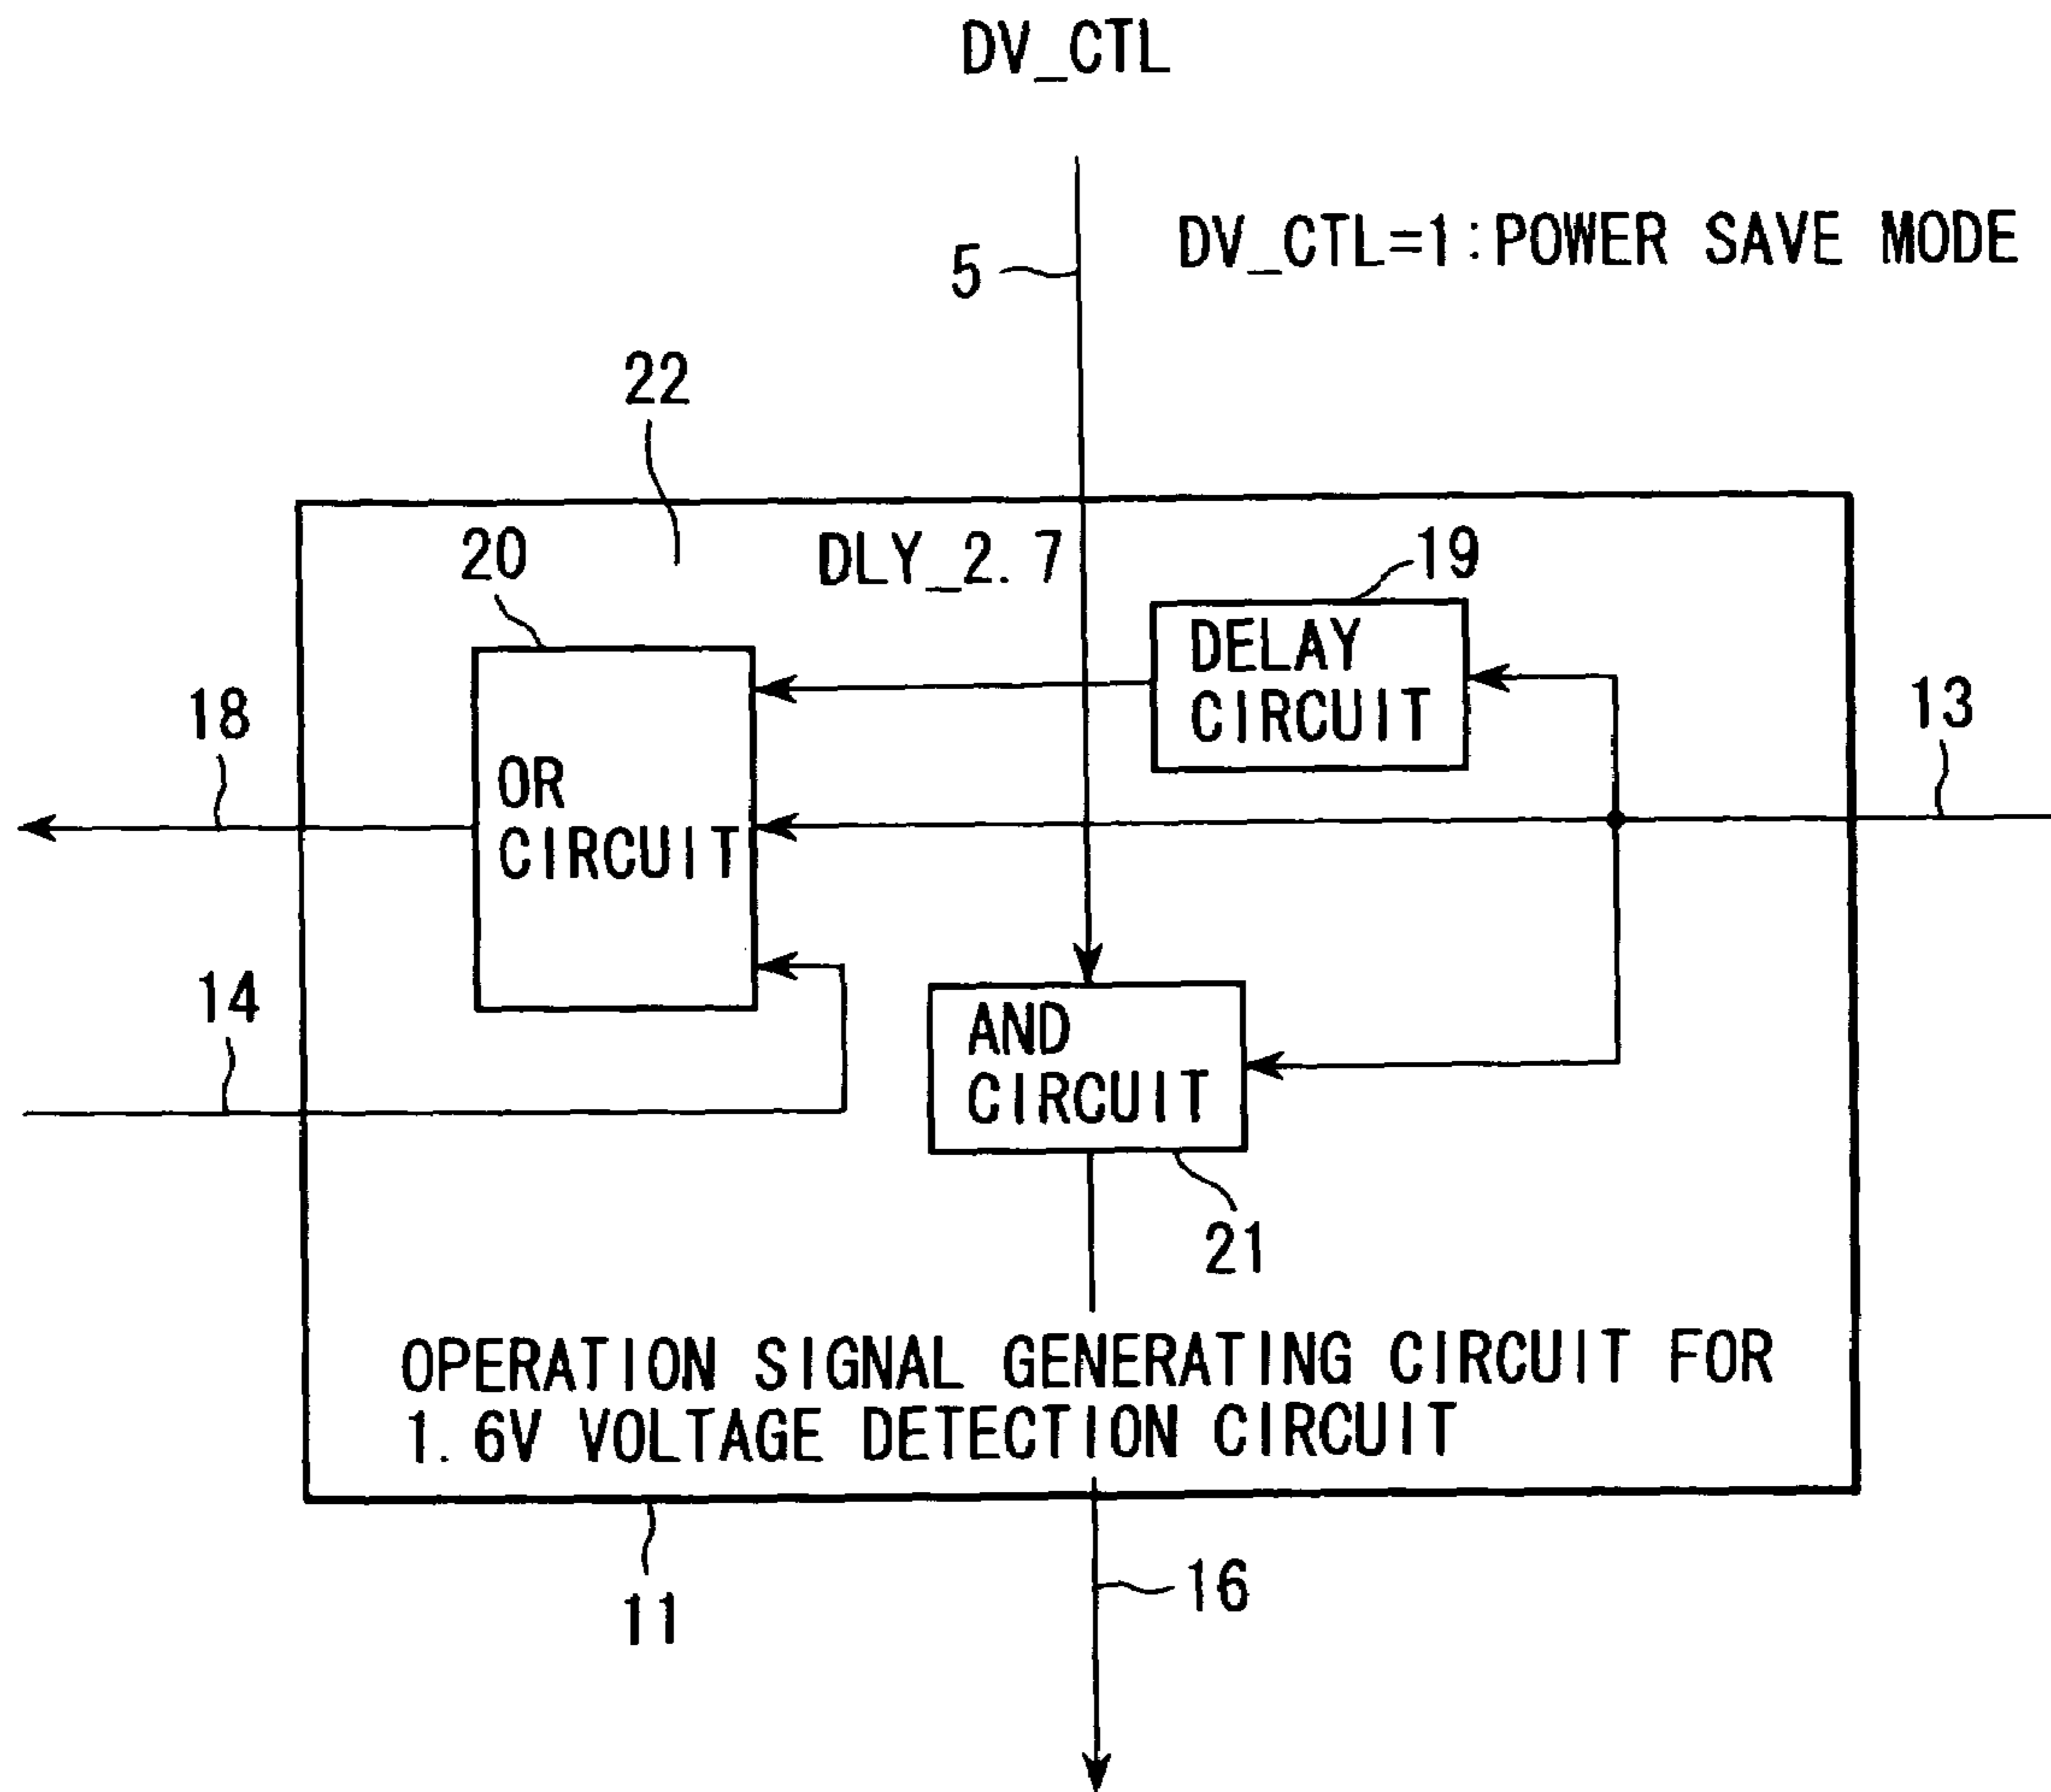 DV_CTL
5
DV_CTL=1:POWER SAVE MODE
22
20
DLY_2.7
19
DELAY
CIRCUIT
18
13
OR
CIRCUIT
14
AND
CIRCUIT
21
OPERATION SIGNAL GENERATING CIRCUIT FOR
1.6V VOLTAGE DETECTION CIRCUIT
11
16